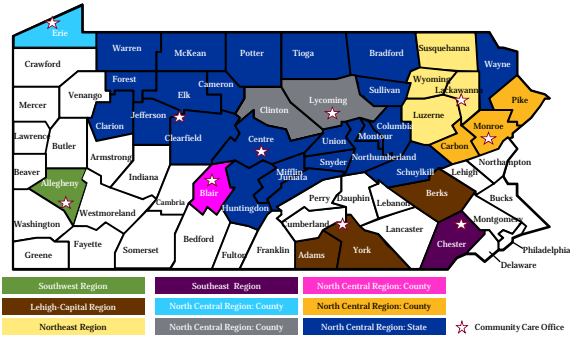 Erie
Warren
McKean
Potter
Tioga
Bradford
Susquehanna
Wayne
Crawford
Forest
Elk
Cameron
Sullivan
Wyoming
Lackawanna
Pike
Mercer
Venango
Clarion
Jefferson
Clearfield
Clinton
Lycoming
Columbia
Luzerne
Monroe
Carbon
Lawrence
Butler
Armstrong
Indiana
Centre
Union
Montour
Northumberland
Snyder
Mifflin
Juniata
Schuylkill
Lehigh
Northampton
Beaver
Allegheny
Westmoreland
Cambria
Blair
Huntingdon
Perry
Dauphin
Lebanon
Berks
Bucks
Montgomery
Washington
Greene
Fayette
Somerset
Bedford
Fulton
Franklin
Cumberland
Adams
York
Lancaster
Chester
Philadelphia
Delaware
Southwest Region
Southeast Region
North Central Region: County
Lehigh-Capital Region
North Central Region: County
North Central Region: County
Northeast Region
North Central Region: County
North Central Region: State
Community Care Office